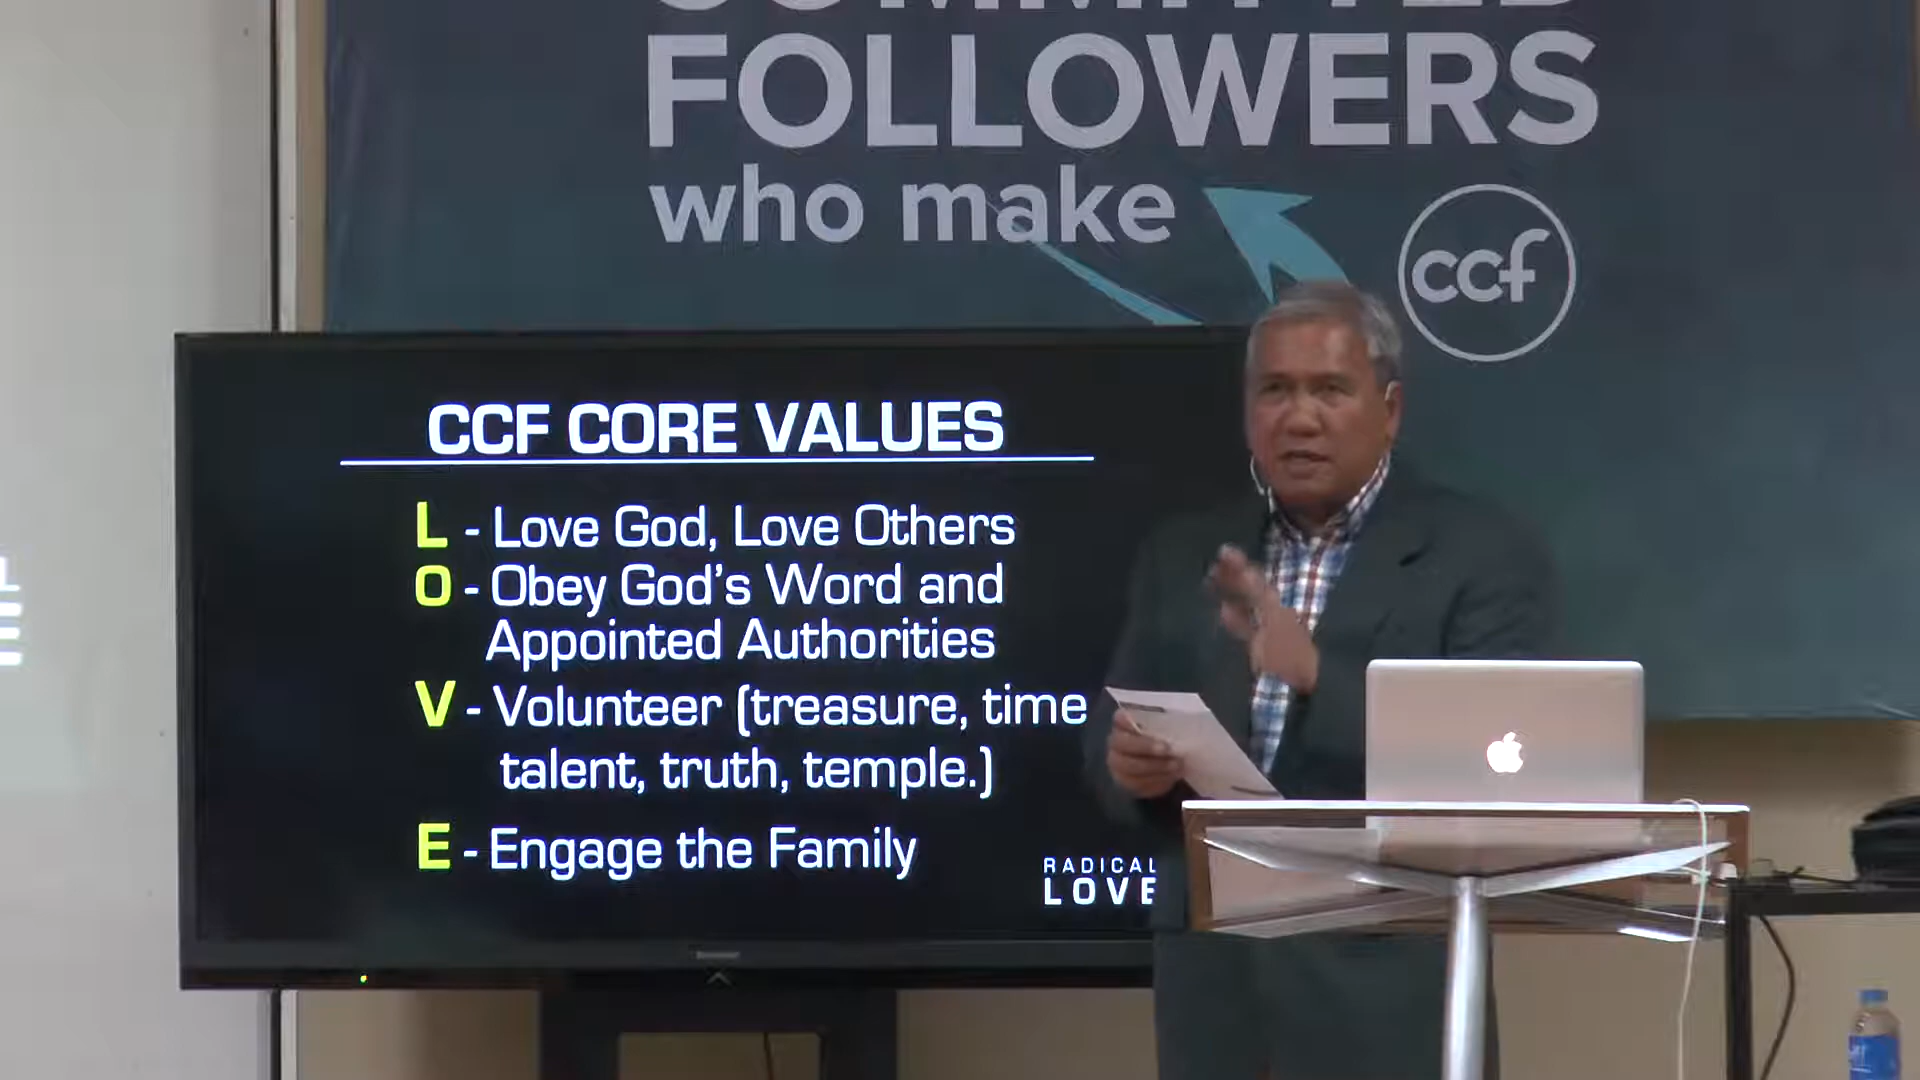 COMMITTED
FOLLOWERS
who make
ccf
CCF CORE VALUES
L - Love God, Love Others
O - Obey God's Word and
Appointed Authorities
V - Volunteer (treasure, time
talent, truth, temple.)
E - Engage the Family
RADICAL
LOVE